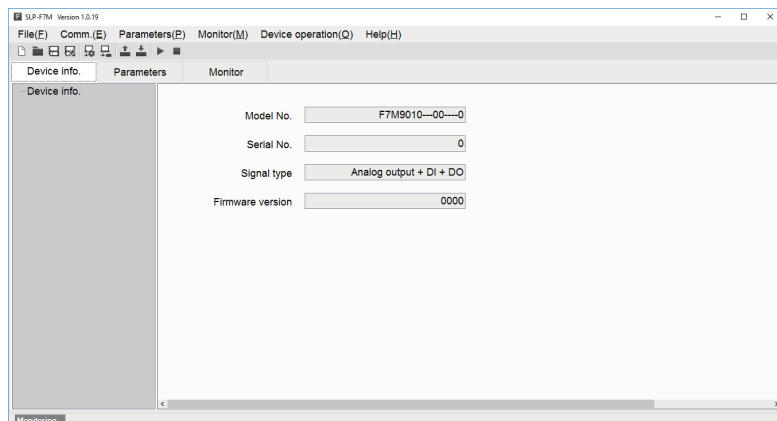 F SLP-F7M Version 1.0.19
File(F) Comm.(E) Parameters(P) Monitor(M) Device operation(O) Help(H)
Device info. Parameters Monitor
Device info.
Model No. F7M9010---00----0
Serial No. 0
Signal type Analog output + DI + DO
Firmware version 0000
Monitoring